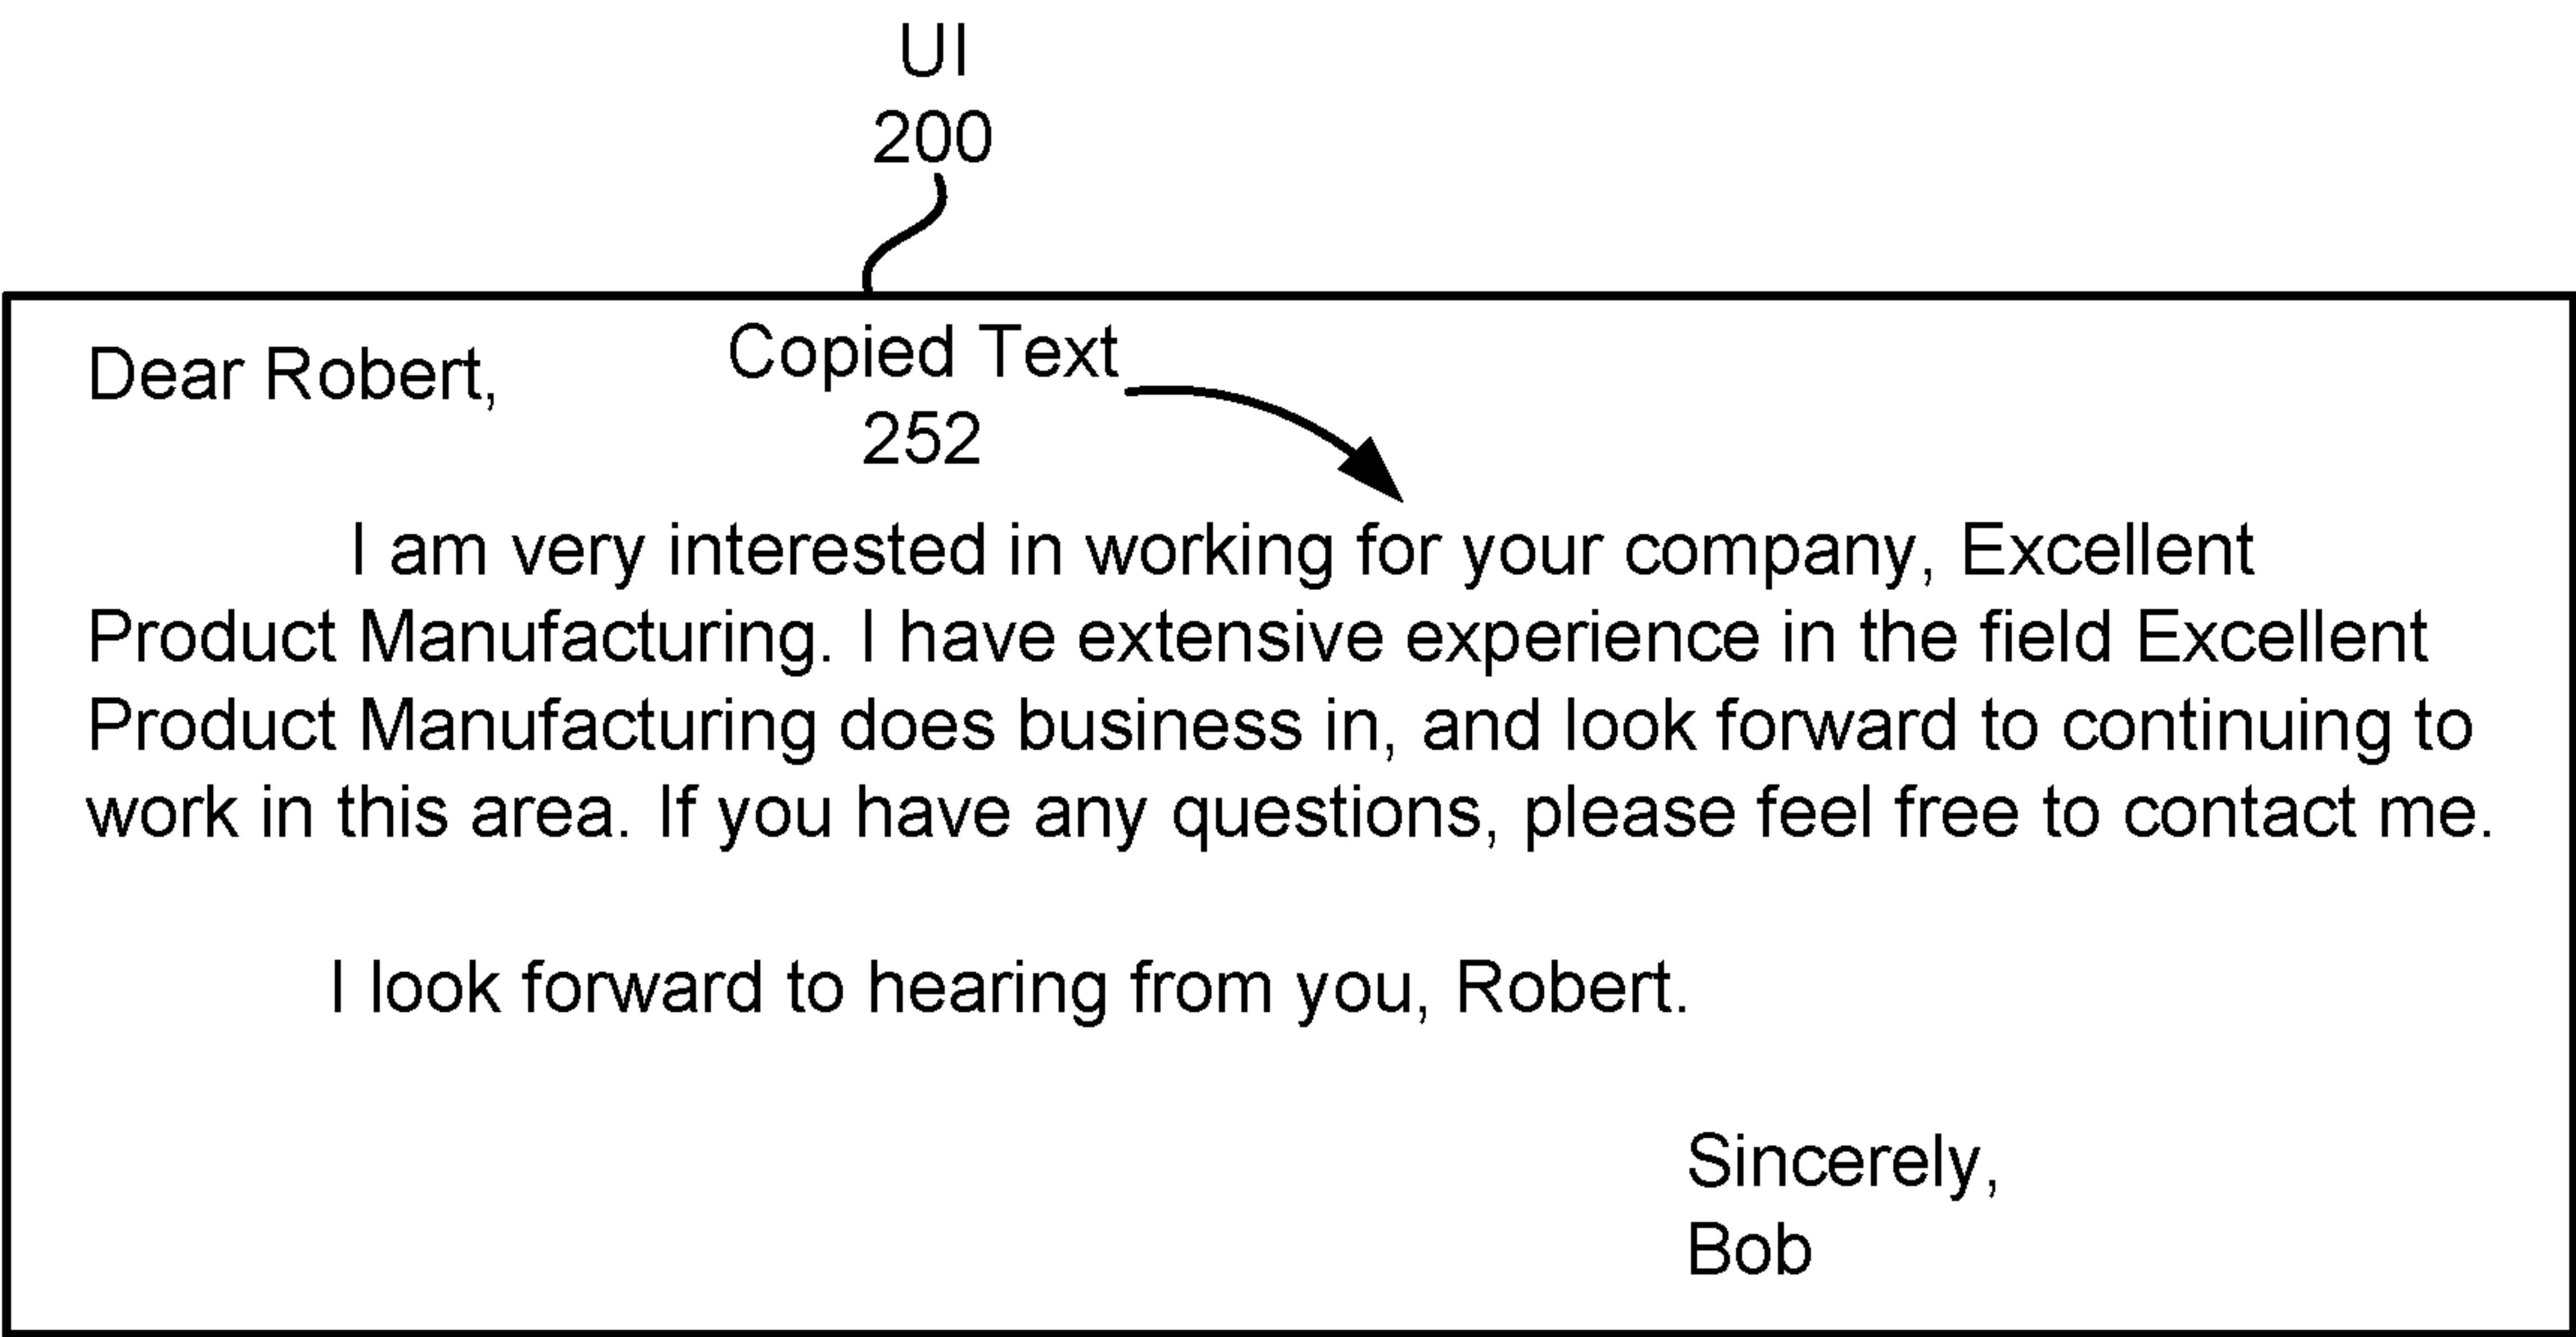 UI
200
Dear Robert,
Copied Text
252
I am very interested in working for your company, Excellent
Product Manufacturing. I have extensive experience in the field Excellent
Product Manufacturing does business in, and look forward to continuing to
work in this area. If you have any questions, please feel free to contact me.
I look forward to hearing from you, Robert.
Sincerely,
Bob